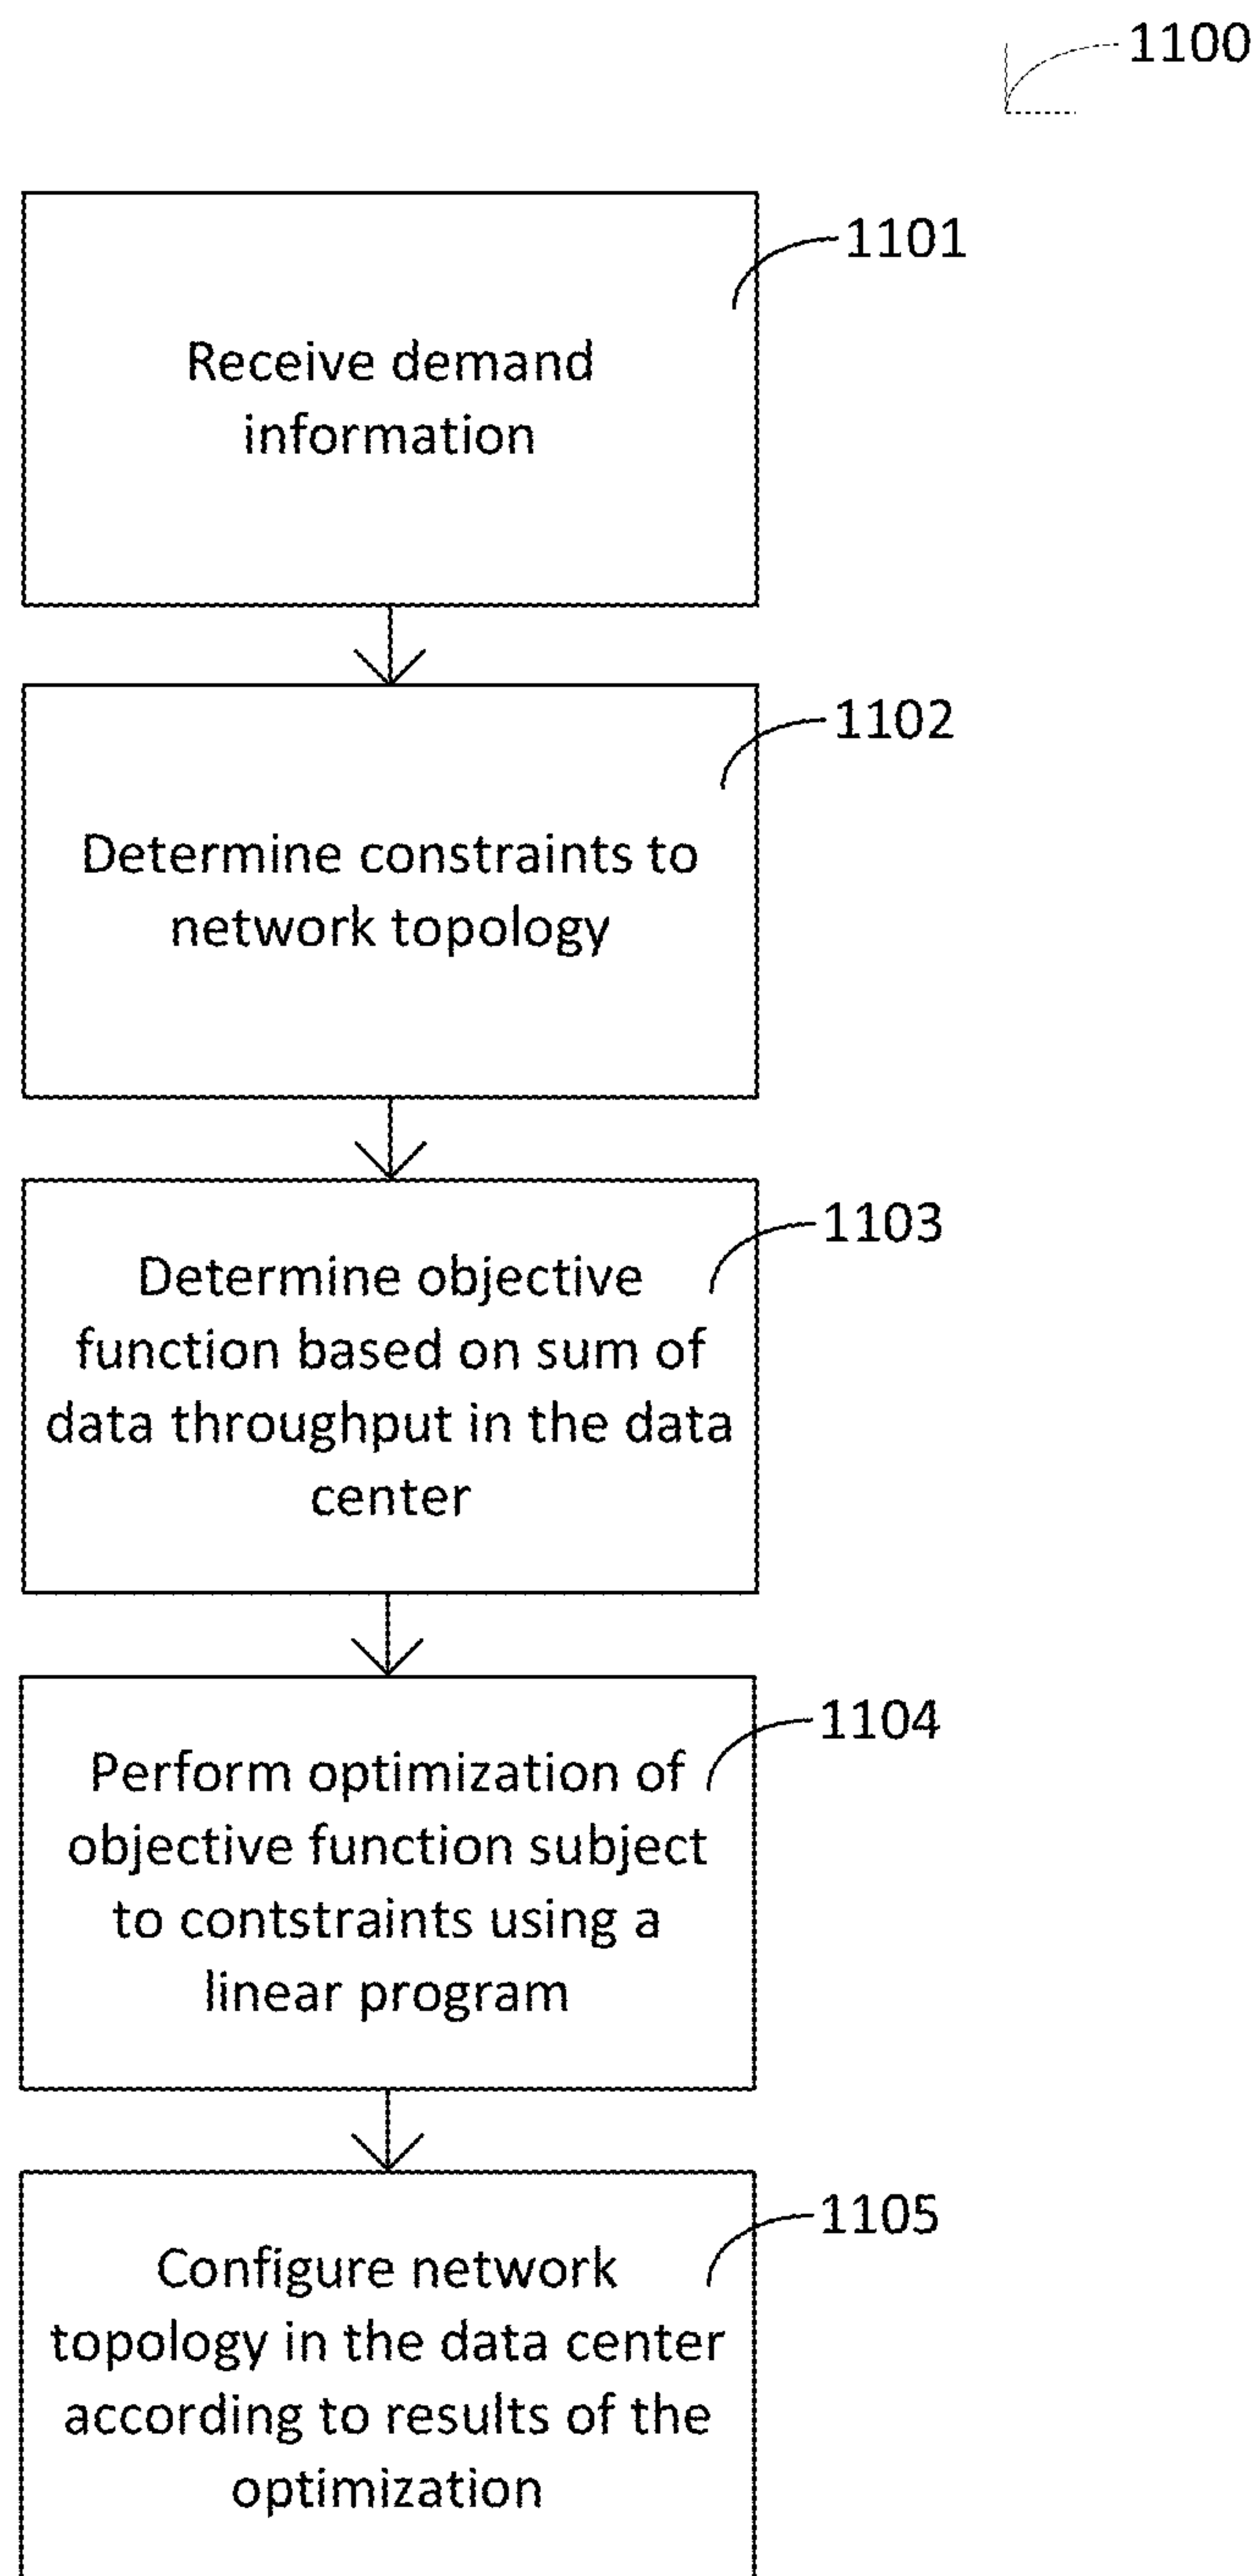 1100
1101
Receive demand
information
1102
Determine constraints to
network topology
1103
Determine objective
function based on sum of
data throughput in the data
center
1104
Perform optimization of
objective function subject
to contstraints using a
linear program
1105
Configure network
topology in the data center
according to results of the
optimization